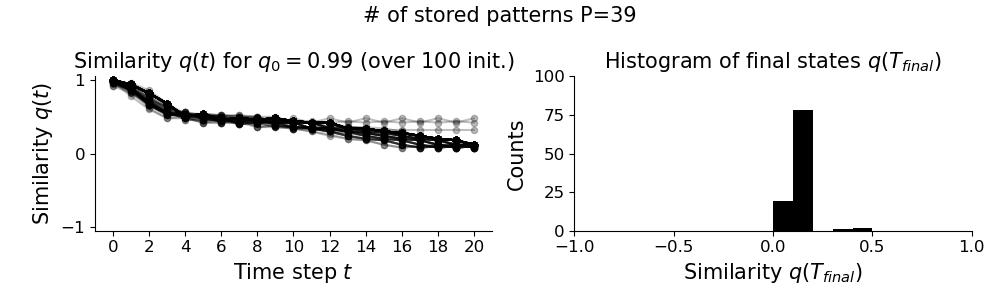 # of stored patterns P=39
Similarity q(t) for q₀ = 0.99 (over 100 init.)
1
0
−1
0 2 4 6 8 10 12 14 16 18 20
Similarity q(t)
Time step t
Histogram of final states q(T_final)
100
75
50
25
0
−1.0 −0.5 0.0 0.5 1.0
Counts
Similarity q(T_final)